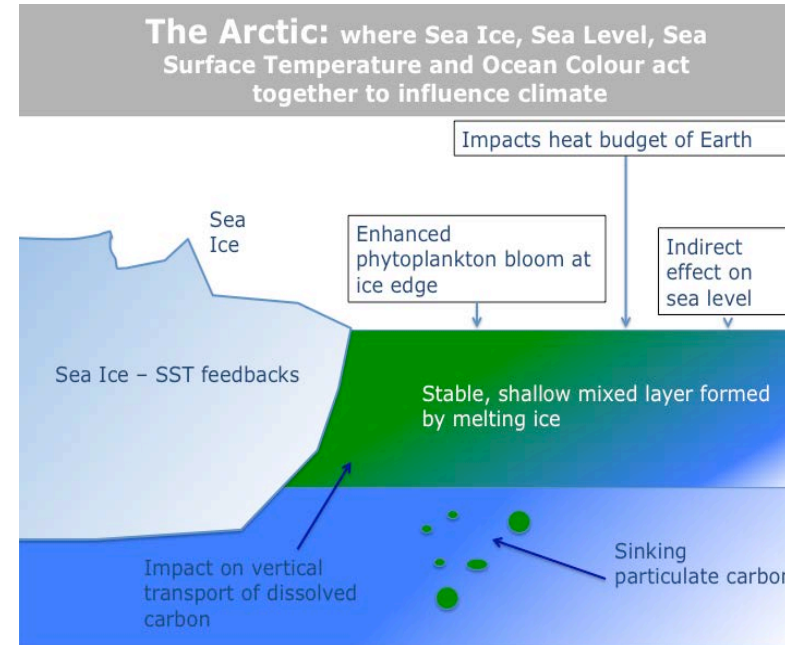 The Arctic: where Sea Ice, Sea Level, Sea
Surface Temperature and Ocean Colour act
together to influence climate
Impacts heat budget of Earth
Sea
Ice
Enhanced
phytoplankton bloom at
ice edge
Indirect
effect on
sea level
Sea Ice – SST feedbacks
Stable, shallow mixed layer formed
by melting ice
Impact on vertical
transport of dissolved
carbon
Sinking
particulate carbon